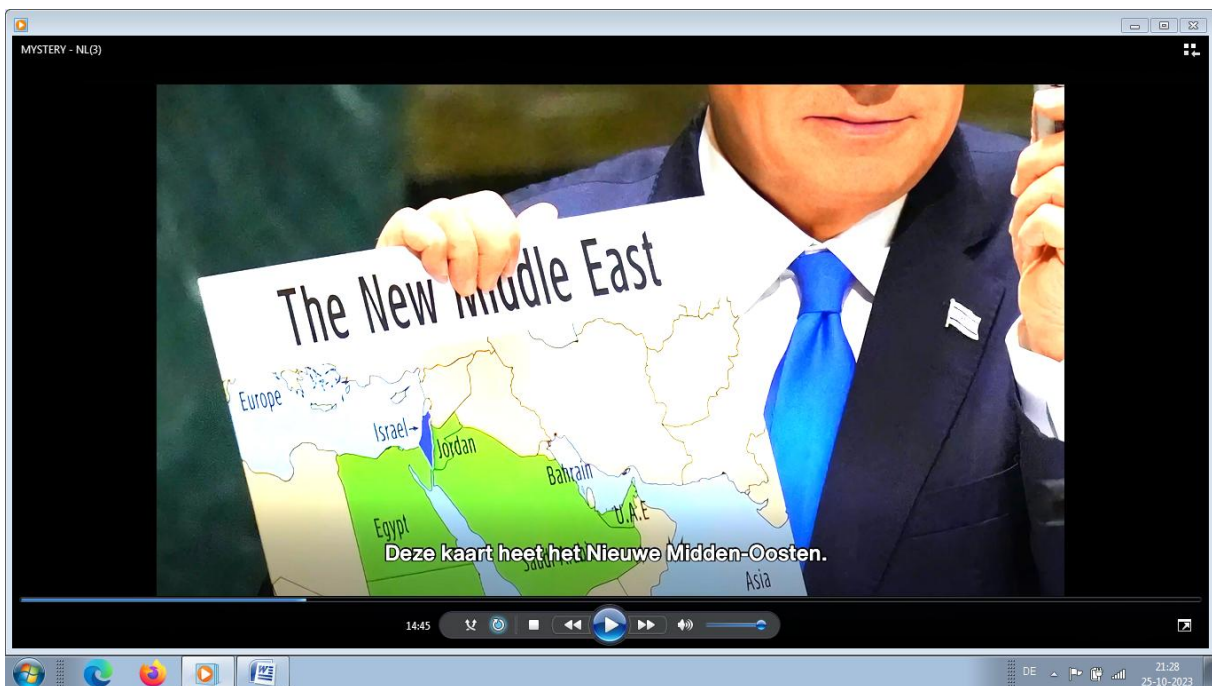 MYSTERY - NL(3)
The New Middle East
Europe
Israel
Jordan
Bahrain
U.A.E
Egypt
Saudi
Deze kaart heet het Nieuwe Midden-Oosten.
Asia
14:45
DE
21:28
25-10-2023